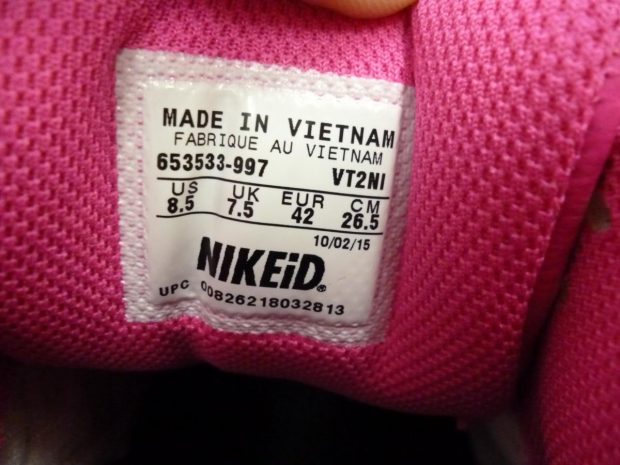 MADE IN VIETNAM
FABRIQUE AU VIETNAM
653533-997 VT2NI
US UK EUR CM
8.5 7.5 42 26.5
10/02/15
NIKEiD®
UPC 00826218032813